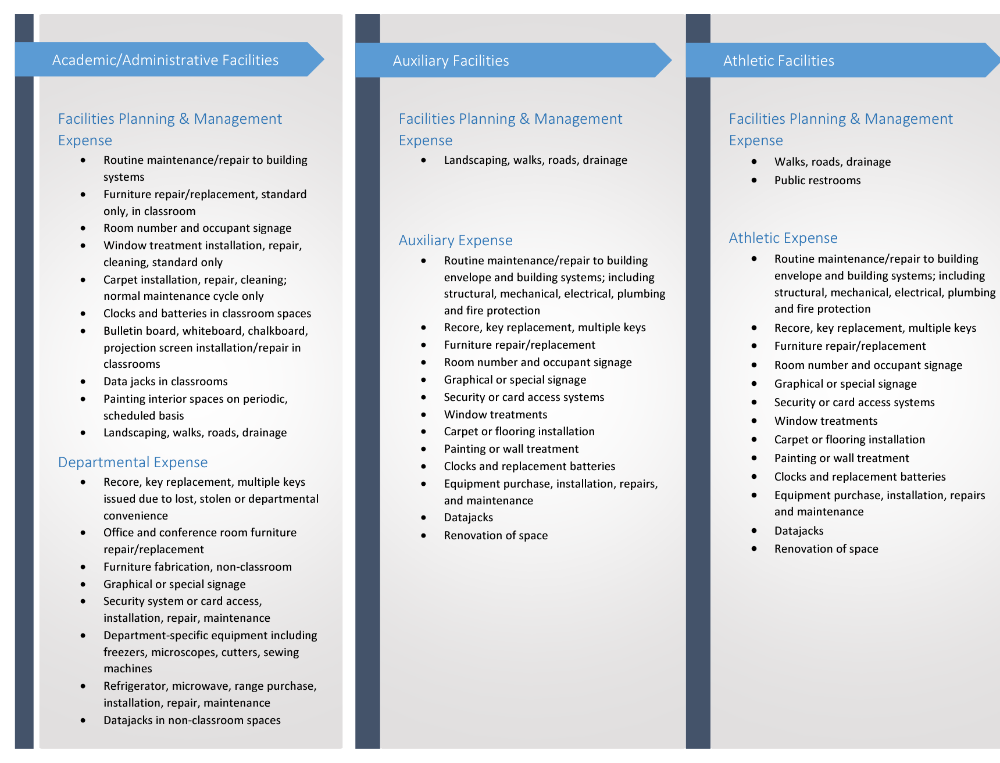 Academic/Administrative Facilities
Facilities Planning & Management
Expense
• Routine maintenance/repair to building
systems
• Furniture repair/replacement, standard
only, in classroom
• Room number and occupant signage
• Window treatment installation, repair,
cleaning, standard only
• Carpet installation, repair, cleaning;
normal maintenance cycle only
• Clocks and batteries in classroom spaces
• Bulletin board, whiteboard, chalkboard,
projection screen installation/repair in
classrooms
• Data jacks in classrooms
• Painting interior spaces on periodic,
scheduled basis
• Landscaping, walks, roads, drainage
Departmental Expense
• Recore, key replacement, multiple keys
issued due to lost, stolen or departmental
convenience
• Office and conference room furniture
repair/replacement
• Furniture fabrication, non-classroom
• Graphical or special signage
• Security system or card access,
installation, repair, maintenance
• Department-specific equipment including
freezers, microscopes, cutters, sewing
machines
• Refrigerator, microwave, range purchase,
installation, repair, maintenance
• Datajacks in non-classroom spaces
Auxiliary Facilities
Facilities Planning & Management
Expense
• Landscaping, walks, roads, drainage
Auxiliary Expense
• Routine maintenance/repair to building
envelope and building systems; including
structural, mechanical, electrical, plumbing
and fire protection
• Recore, key replacement, multiple keys
• Furniture repair/replacement
• Room number and occupant signage
• Graphical or special signage
• Security or card access systems
• Window treatments
• Carpet or flooring installation
• Painting or wall treatment
• Clocks and replacement batteries
• Equipment purchase, installation, repairs,
and maintenance
• Datajacks
• Renovation of space
Athletic Facilities
Facilities Planning & Management
Expense
• Walks, roads, drainage
• Public restrooms
Athletic Expense
• Routine maintenance/repair to building
envelope and building systems; including
structural, mechanical, electrical, plumbing
and fire protection
• Recore, key replacement, multiple keys
• Furniture repair/replacement
• Room number and occupant signage
• Graphical or special signage
• Security or card access systems
• Window treatments
• Carpet or flooring installation
• Painting or wall treatment
• Clocks and replacement batteries
• Equipment purchase, installation, repairs
and maintenance
• Datajacks
• Renovation of space